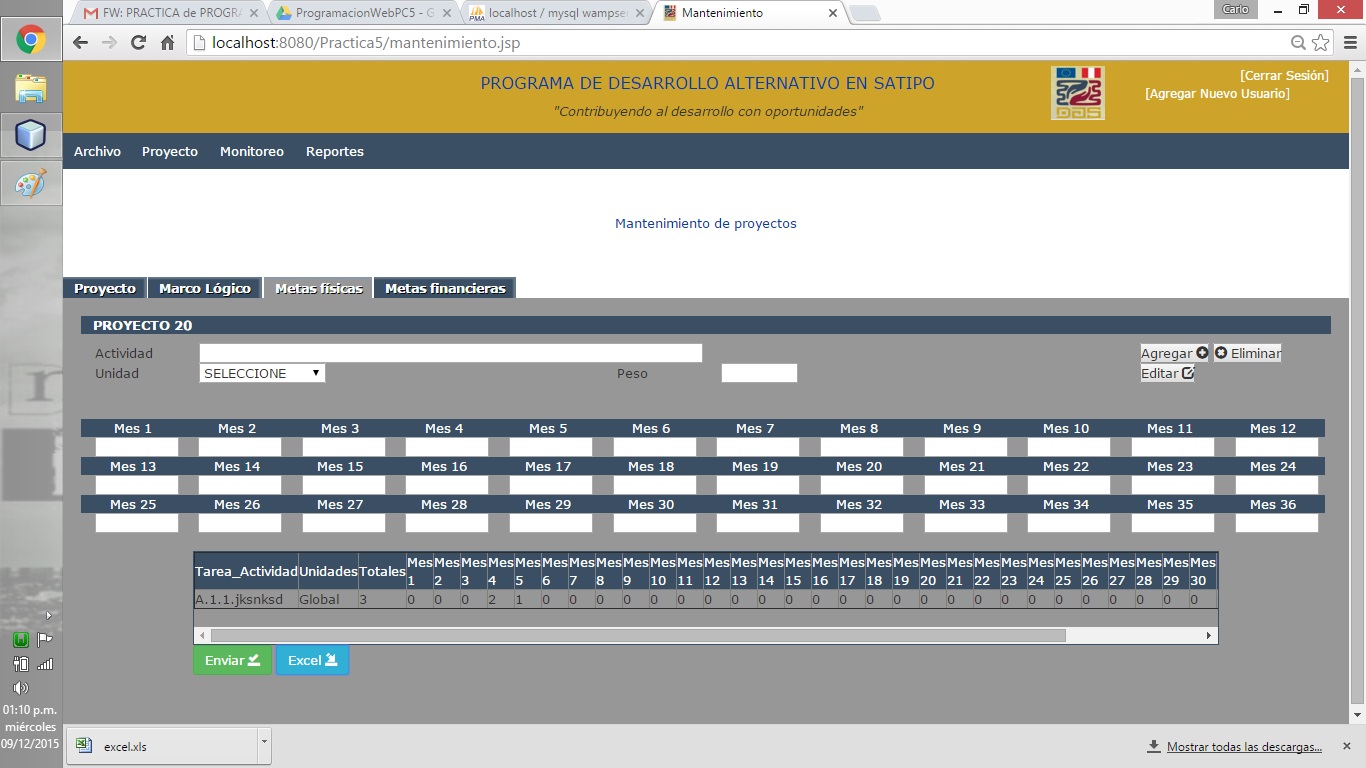 FW: PRACTICA de PROGRA
ProgramacionWebPC5 - G
localhost / mysql wampse
Mantenimiento
Carlo
localhost:8080/Practica5/mantenimiento.jsp
PROGRAMA DE DESARROLLO ALTERNATIVO EN SATIPO
"Contribuyendo al desarrollo con oportunidades"
DAS
[Cerrar Sesión]
[Agregar Nuevo Usuario]
Archivo Proyecto Monitoreo Reportes
Mantenimiento de proyectos
Proyecto Marco Lógico Metas físicas Metas financieras
PROYECTO 20
Actividad
Agregar Eliminar
Unidad SELECCIONE Peso
Editar
Mes 1 Mes 2 Mes 3 Mes 4 Mes 5 Mes 6 Mes 7 Mes 8 Mes 9 Mes 10 Mes 11 Mes 12
Mes 13 Mes 14 Mes 15 Mes 16 Mes 17 Mes 18 Mes 19 Mes 20 Mes 21 Mes 22 Mes 23 Mes 24
Mes 25 Mes 26 Mes 27 Mes 28 Mes 29 Mes 30 Mes 31 Mes 32 Mes 33 Mes 34 Mes 35 Mes 36
Tarea_Actividad Unidades Totales Mes 1 Mes 2 Mes 3 Mes 4 Mes 5 Mes 6 Mes 7 Mes 8 Mes 9 Mes 10 Mes 11 Mes 12 Mes 13 Mes 14 Mes 15 Mes 16 Mes 17 Mes 18 Mes 19 Mes 20 Mes 21 Mes 22 Mes 23 Mes 24 Mes 25 Mes 26 Mes 27 Mes 28 Mes 29 Mes 30
A.1.1.jksnksd Global 3 0 0 0 2 1 0 0 0 0 0 0 0 0 0 0 0 0 0 0 0 0 0 0 0 0 0 0 0 0 0
Enviar Excel
01:10 p.m.
miércoles
09/12/2015
excel.xls
Mostrar todas las descargas...